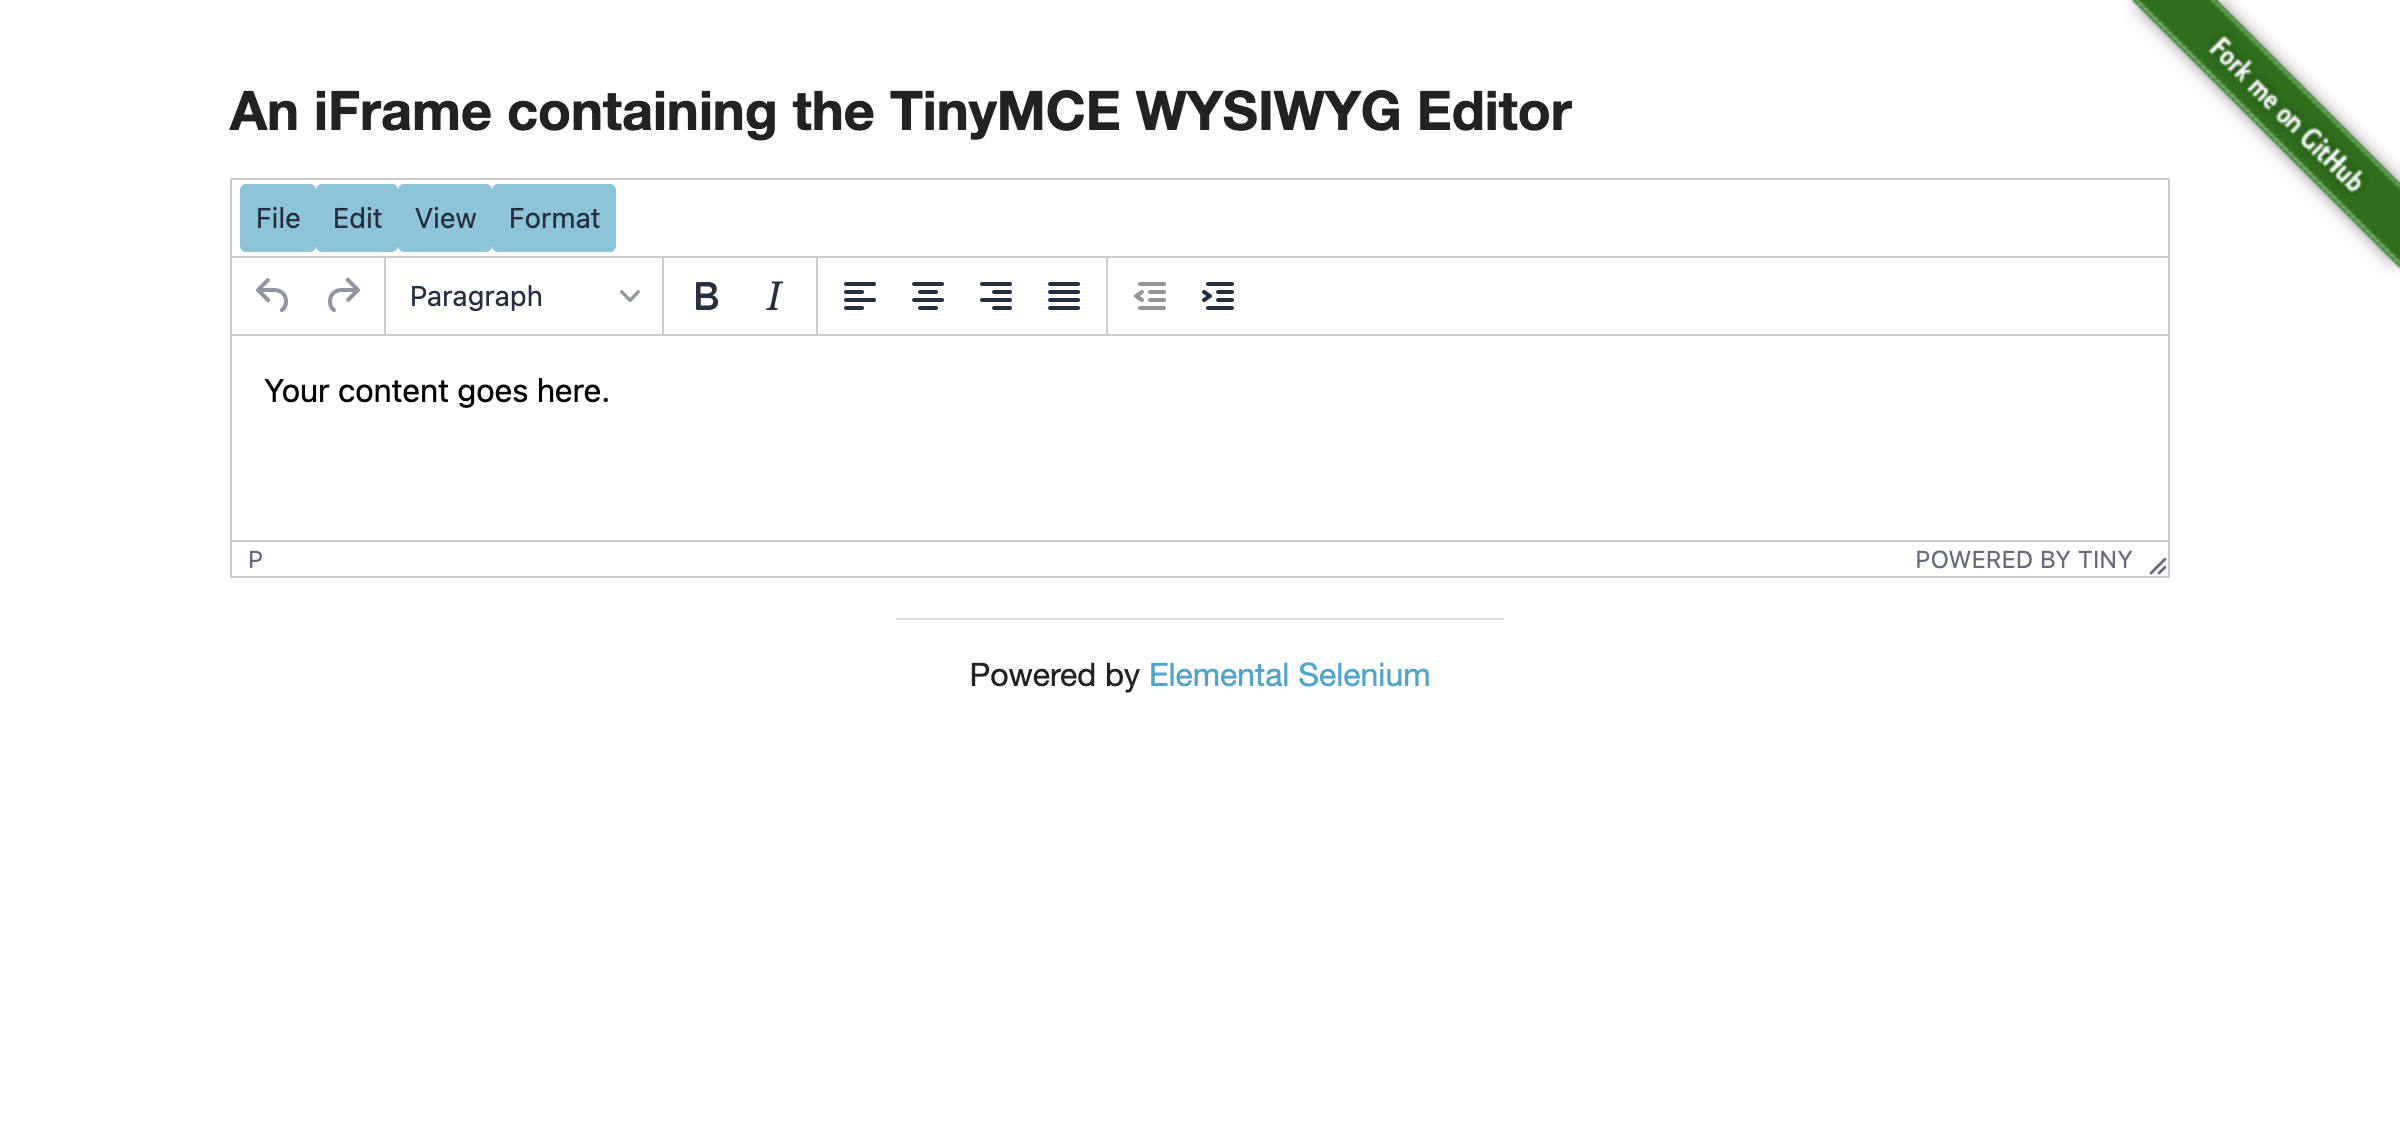 Fork me on GitHub
An iFrame containing the TinyMCE WYSIWYG Editor
File Edit View Format
Paragraph B I
Your content goes here.
P POWERED BY TINY
Powered by Elemental Selenium